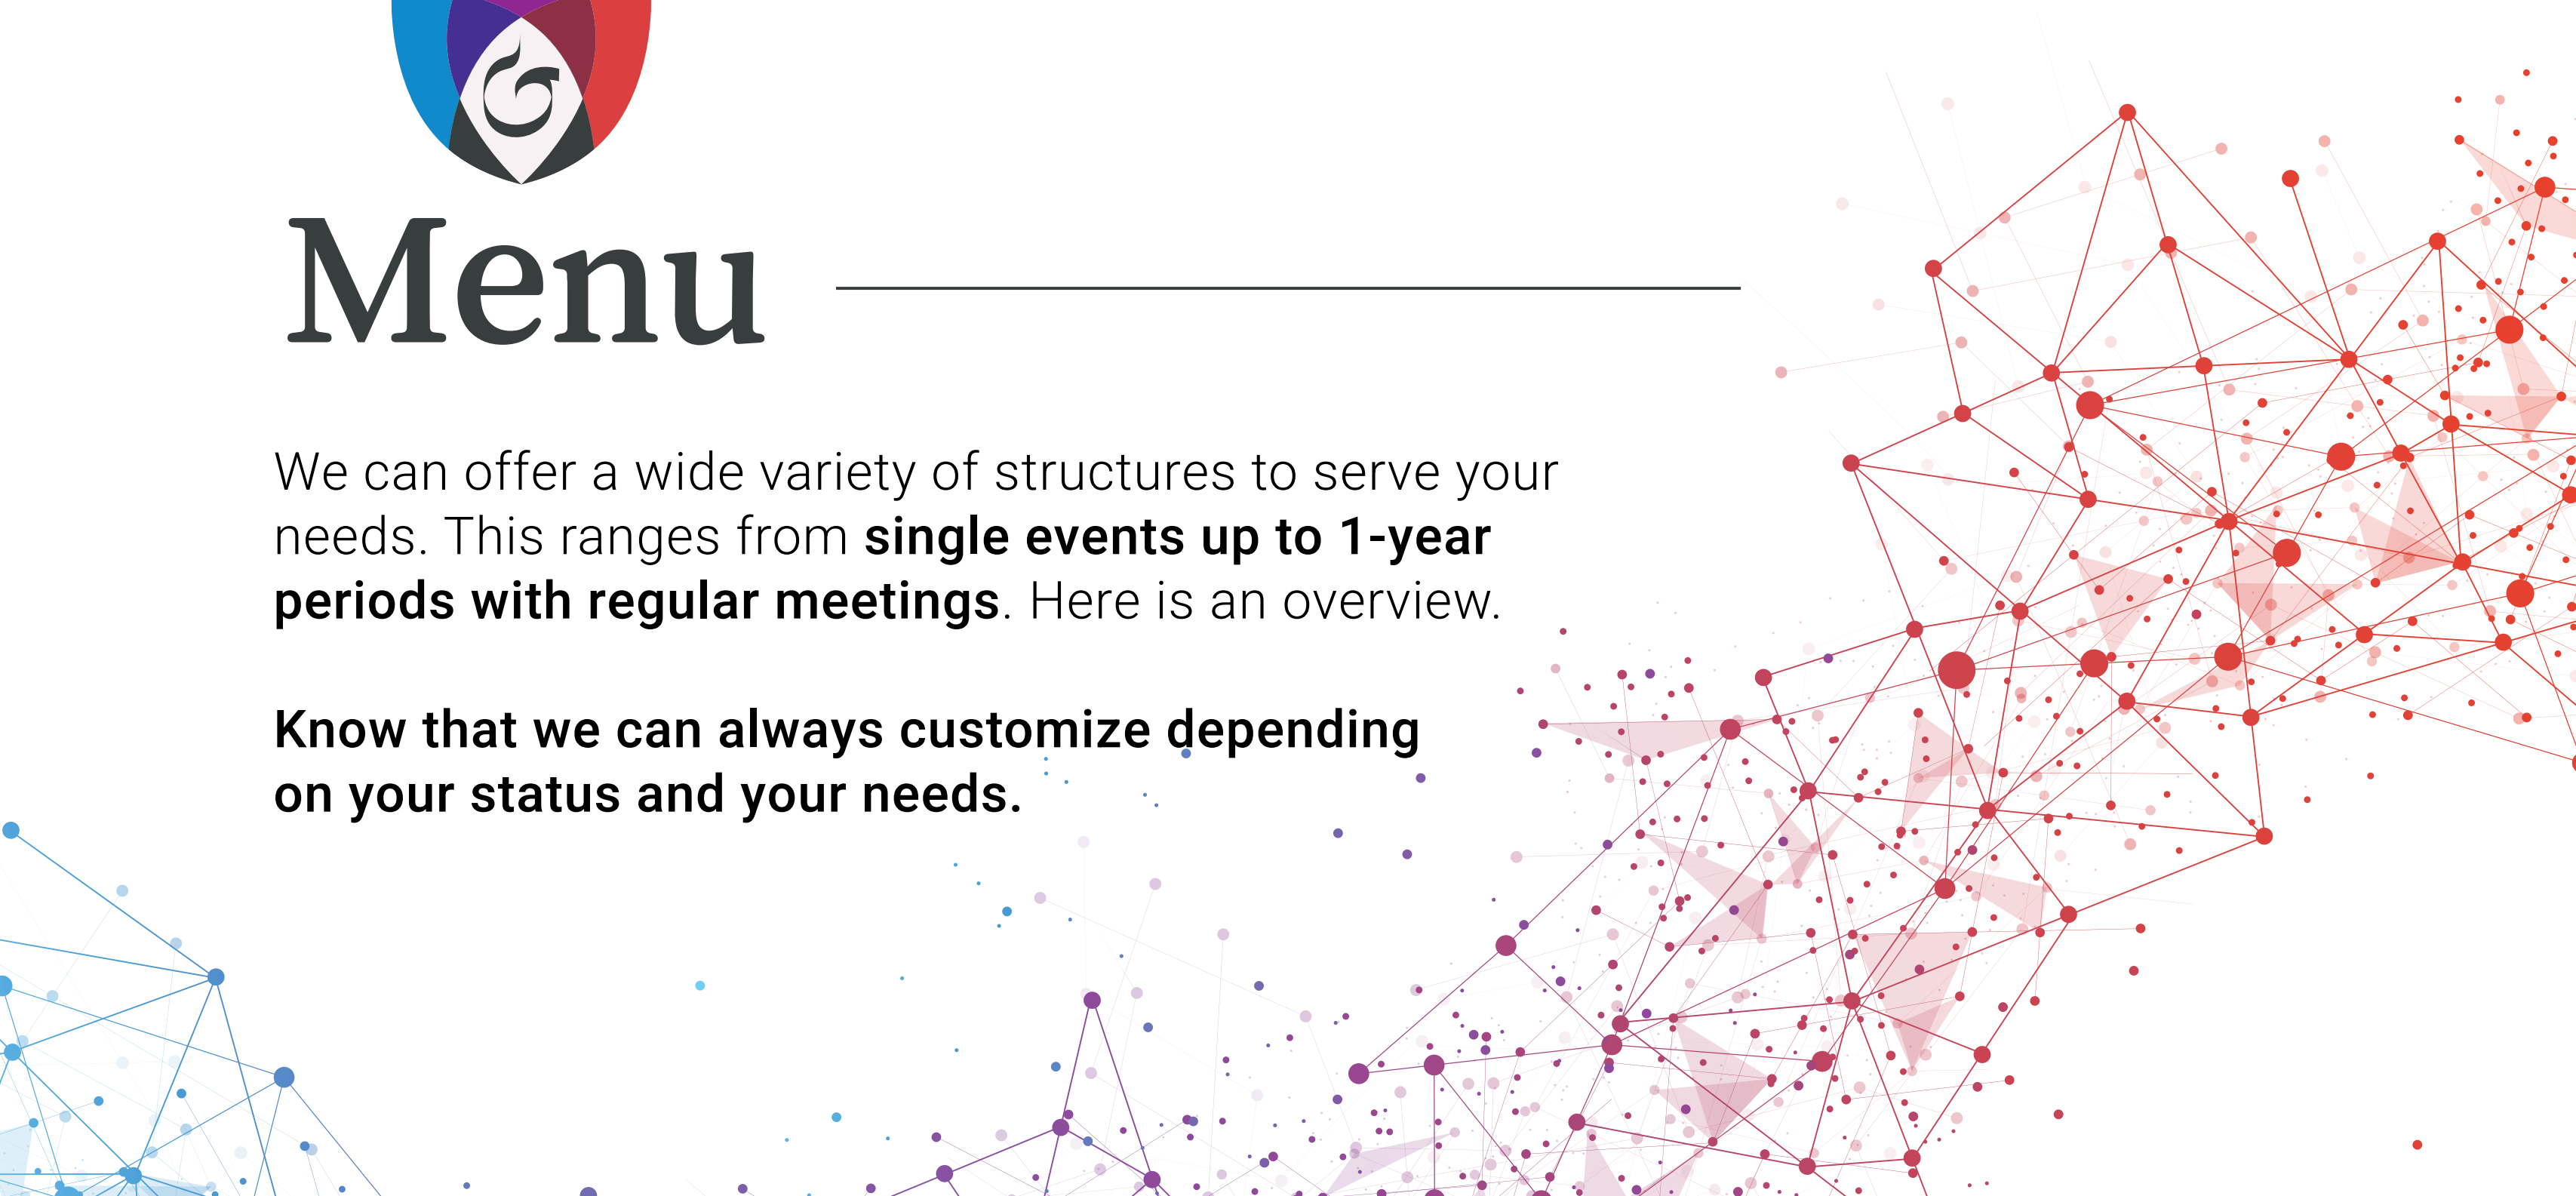 Menu
We can offer a wide variety of structures to serve your
needs. This ranges from single events up to 1-year
periods with regular meetings. Here is an overview.
Know that we can always customize depending
on your status and your needs.